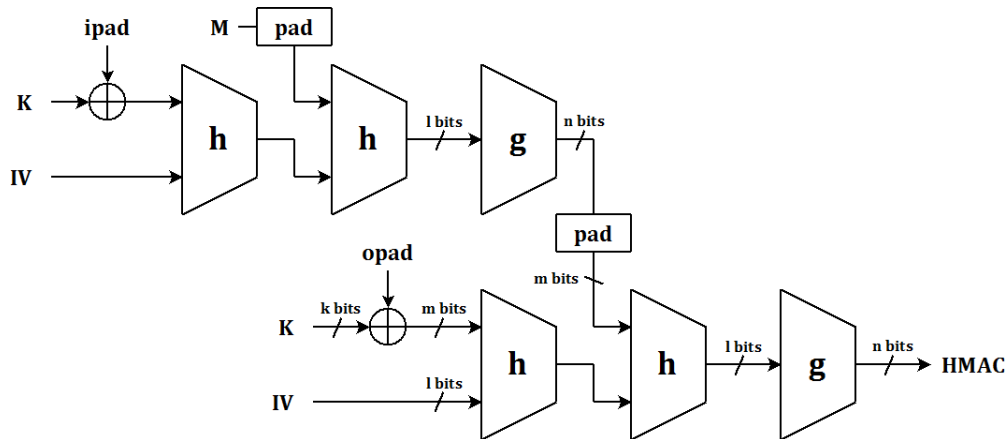 ipad
M
pad
K
h
h
l bits
g
n bits
IV
pad
opad
m bits
K
k bits
m bits
h
h
l bits
g
n bits
HMAC
IV
l bits